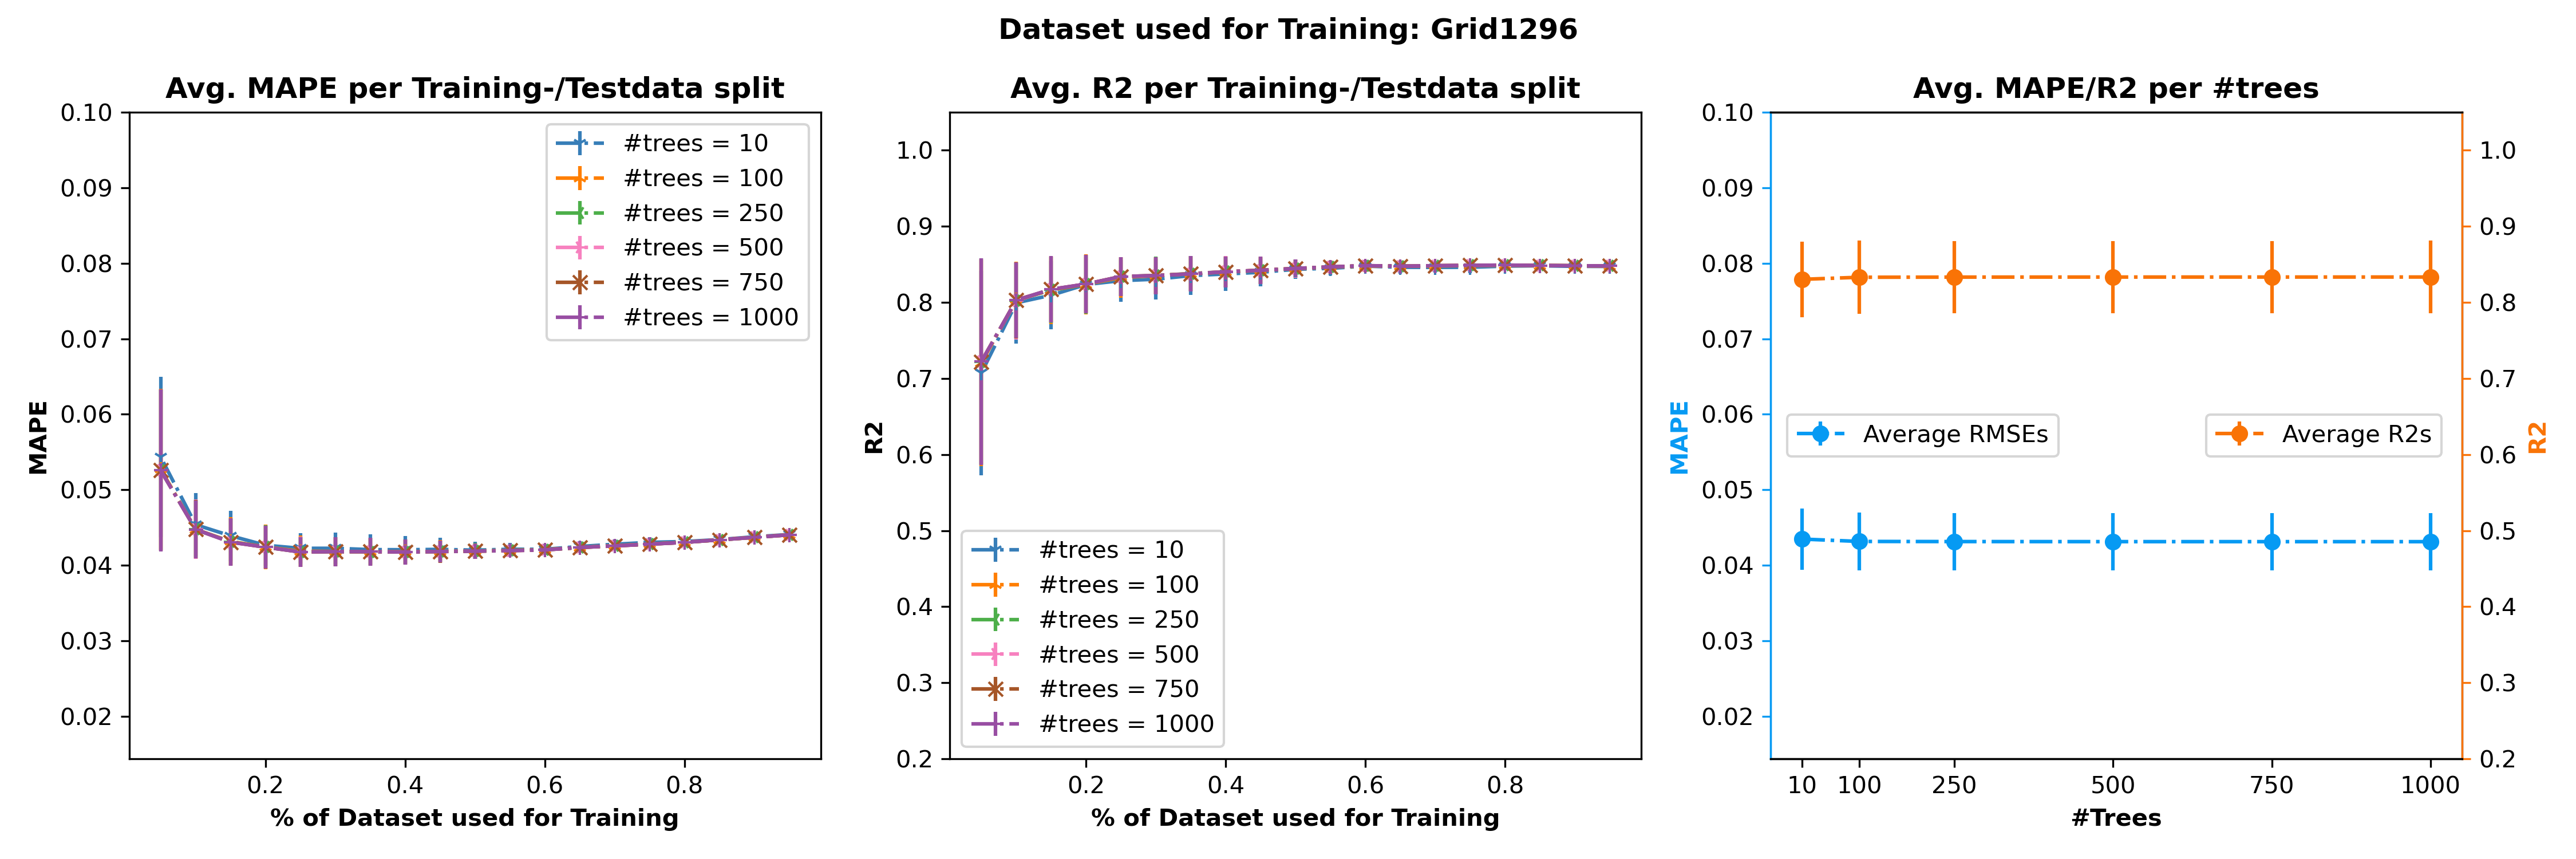 Dataset used for Training: Grid1296
Avg. MAPE per Training-/Testdata split
0.10
0.09
0.08
0.07
0.06
0.05
0.04
0.03
0.02
MAPE
#trees = 10
#trees = 100
#trees = 250
#trees = 500
#trees = 750
#trees = 1000
0.2 0.4 0.6 0.8
% of Dataset used for Training
Avg. R2 per Training-/Testdata split
1.0
0.9
0.8
0.7
0.6
0.5
0.4
0.3
0.2
R2
#trees = 10
#trees = 100
#trees = 250
#trees = 500
#trees = 750
#trees = 1000
0.2 0.4 0.6 0.8
% of Dataset used for Training
Avg. MAPE/R2 per #trees
0.10
0.09
0.08
0.07
0.06
0.05
0.04
0.03
0.02
MAPE
Average RMSEs
Average R2s
1.0
0.9
0.8
0.7
0.6
0.5
0.4
0.3
0.2
R2
10 100 250 500 750 1000
#Trees